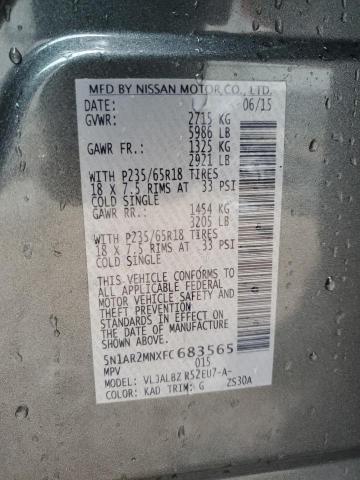 MFD BY NISSAN MOTOR CO., LTD.
DATE: 06/15
GVWR: 2715 KG
5986 LB
GAWR FR.: 1325 KG
2921 LB
WITH P235/65R18 TIRES
18 X 7.5 RIMS AT 33 PSI
COLD SINGLE
GAWR RR.: 1454 KG
3205 LB
WITH P235/65R18 TIRES
18 X 7.5 RIMS AT 33 PSI
COLD SINGLE
THIS VEHICLE CONFORMS TO
ALL APPLICABLE FEDERAL
MOTOR VEHICLE SAFETY AND
THEFT PREVENTION
STANDARDS IN EFFECT ON
THE DATE OF MANUFACTURE
SHOWN ABOVE.
5N1AR2MNXFC683565
MPV 015
MODEL: VLJALBZ R52EU7-A-
COLOR: KAD TRIM: G ZS30A